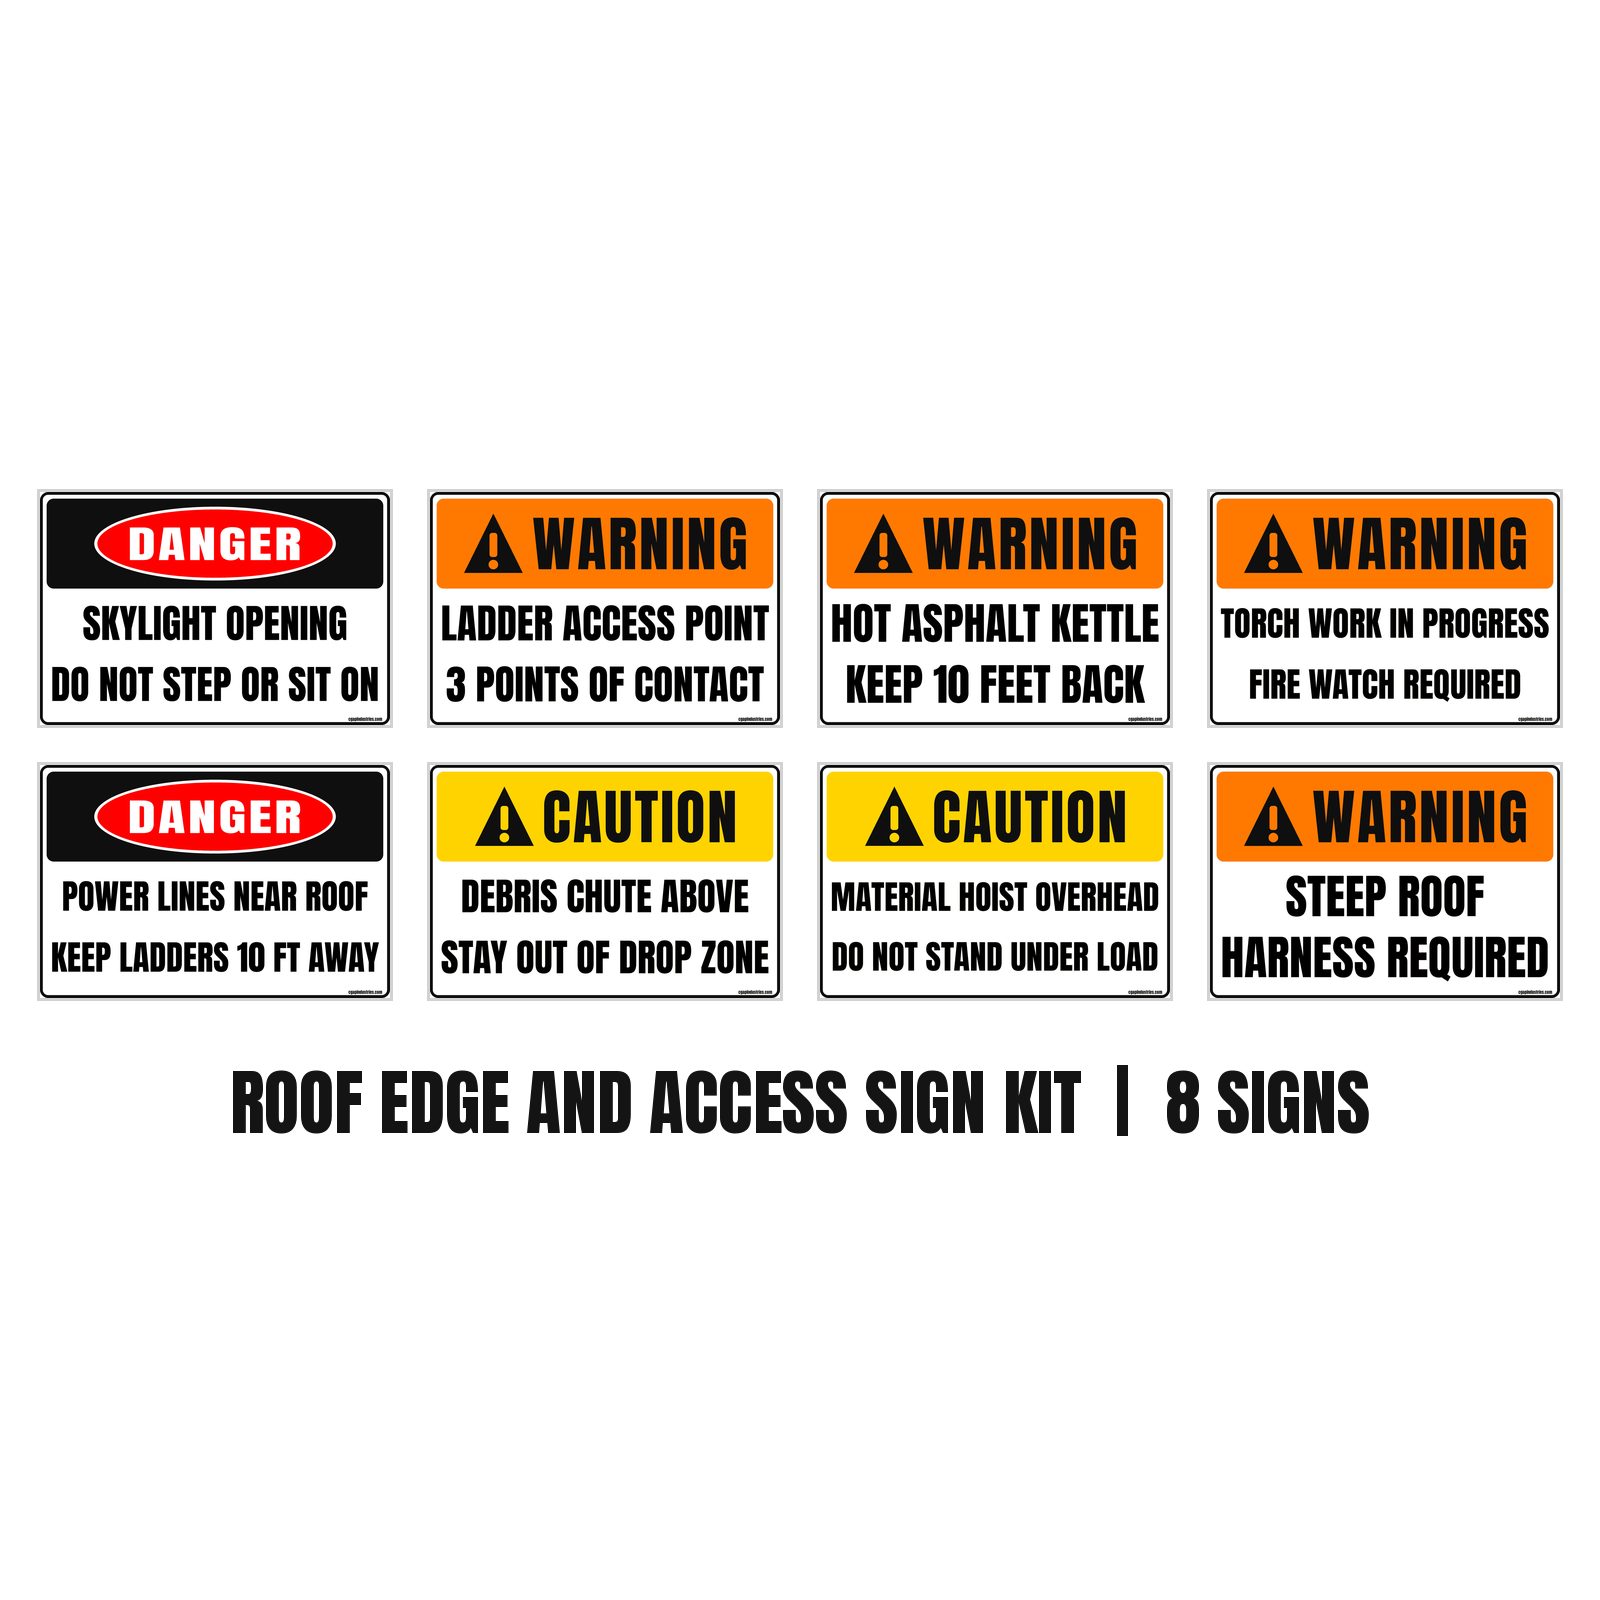 DANGER
SKYLIGHT OPENING
DO NOT STEP OR SIT ON
WARNING
LADDER ACCESS POINT
3 POINTS OF CONTACT
WARNING
HOT ASPHALT KETTLE
KEEP 10 FEET BACK
WARNING
TORCH WORK IN PROGRESS
FIRE WATCH REQUIRED
DANGER
POWER LINES NEAR ROOF
KEEP LADDERS 10 FT AWAY
CAUTION
DEBRIS CHUTE ABOVE
STAY OUT OF DROP ZONE
CAUTION
MATERIAL HOIST OVERHEAD
DO NOT STAND UNDER LOAD
WARNING
STEEP ROOF
HARNESS REQUIRED
ROOF EDGE AND ACCESS SIGN KIT | 8 SIGNS